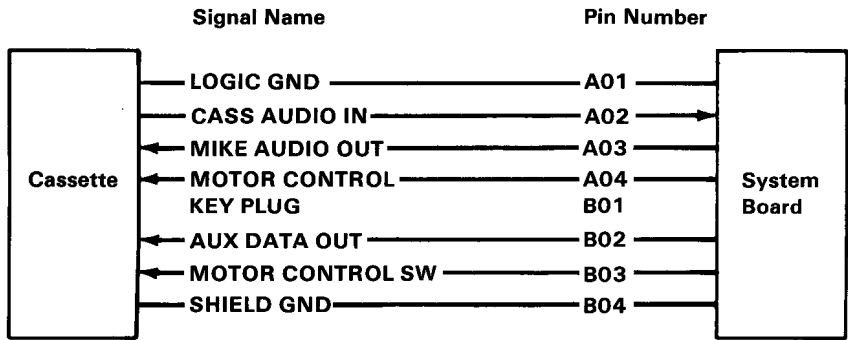 Signal Name Pin Number
LOGIC GND A01
CASS AUDIO IN A02
MIKE AUDIO OUT A03
Cassette MOTOR CONTROL A04 System
KEY PLUG B01 Board
AUX DATA OUT B02
MOTOR CONTROL SW B03
SHIELD GND B04